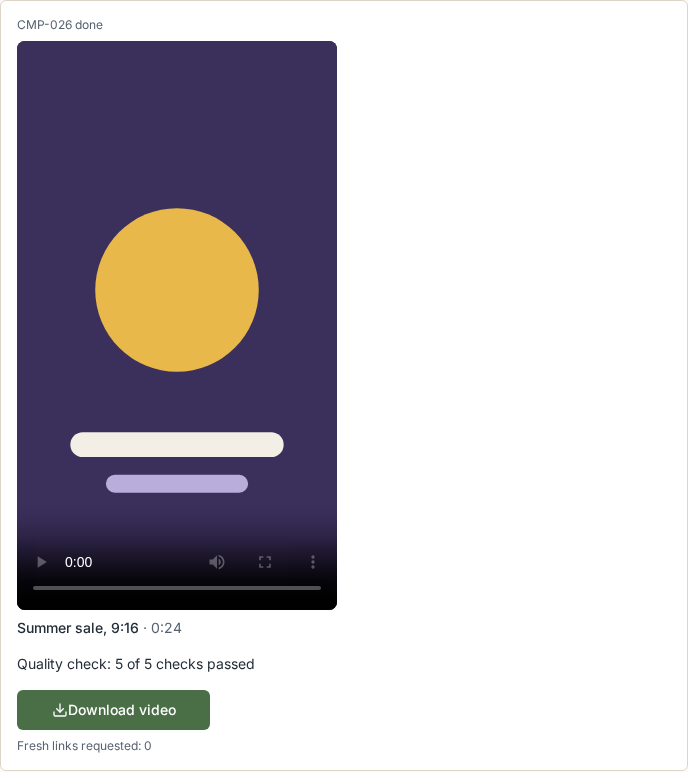 CMP-026 done
0:00
Summer sale, 9:16 · 0:24
Quality check: 5 of 5 checks passed
Download video
Fresh links requested: 0